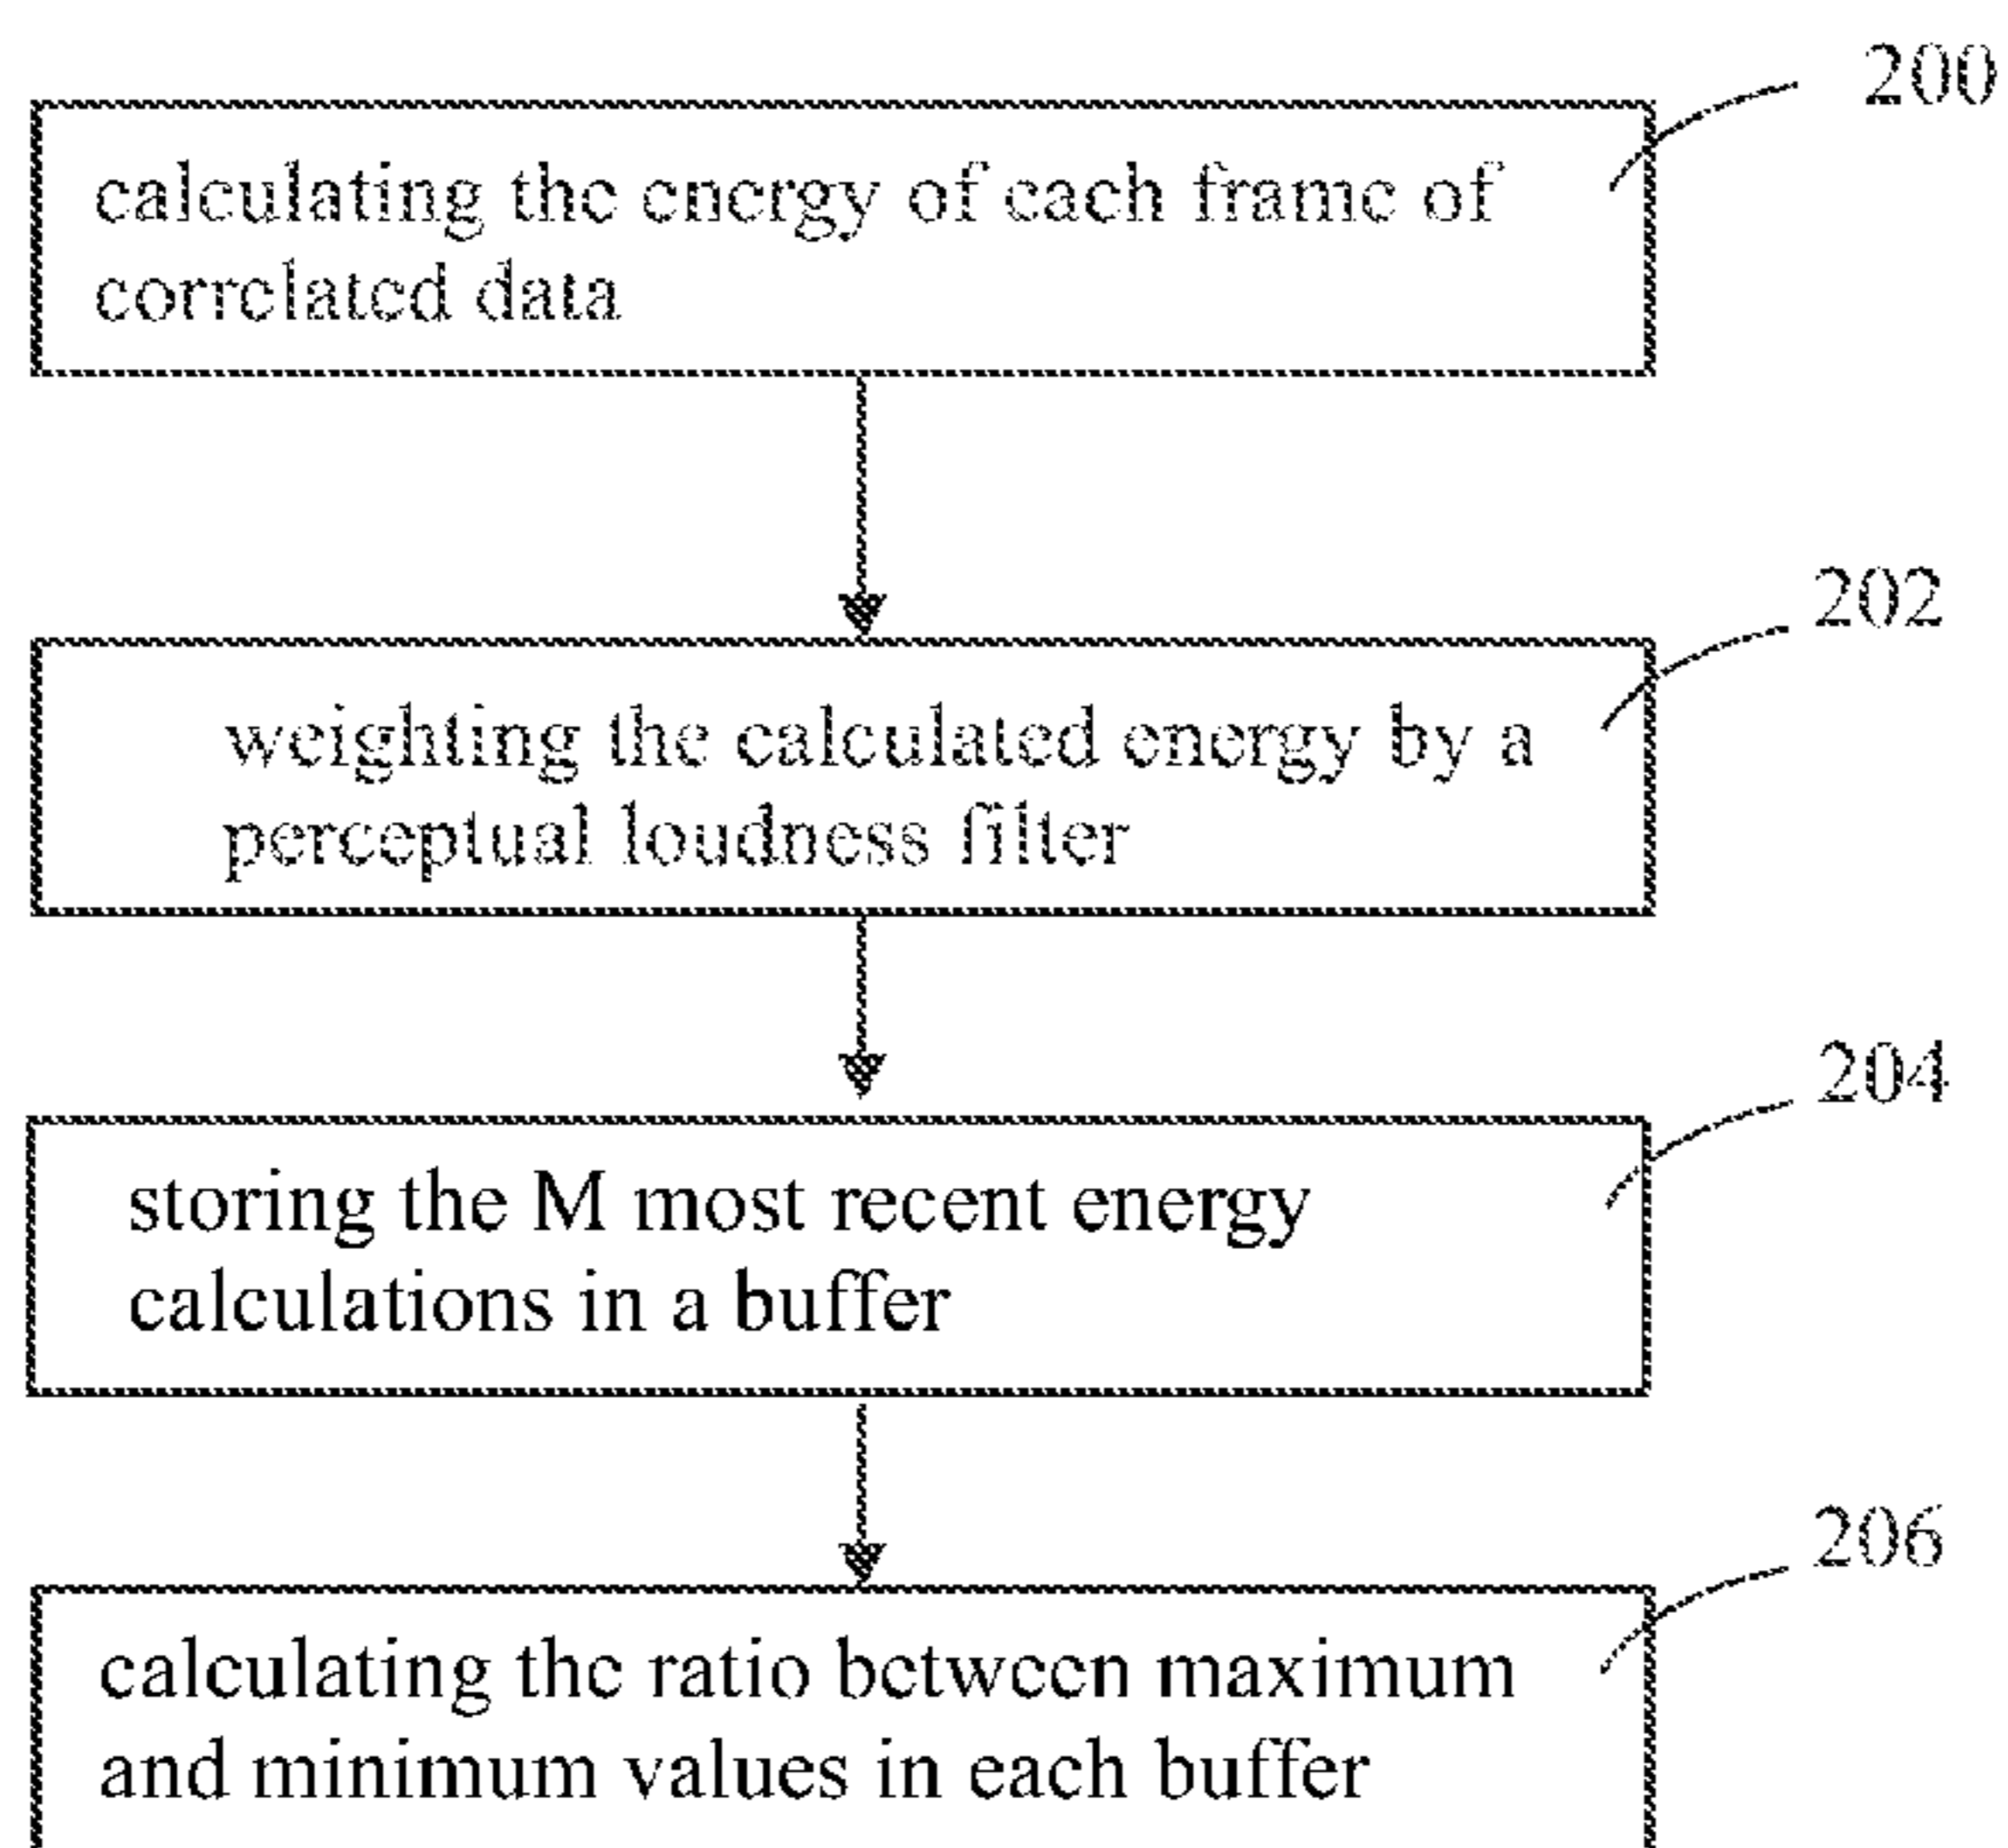 200
calculating the energy of each frame of
correlated data
202
weighting the calculated energy by a
perceptual loudness filter
204
storing the M most recent energy
calculations in a buffer
206
calculating the ratio between maximum
and minimum values in each buffer